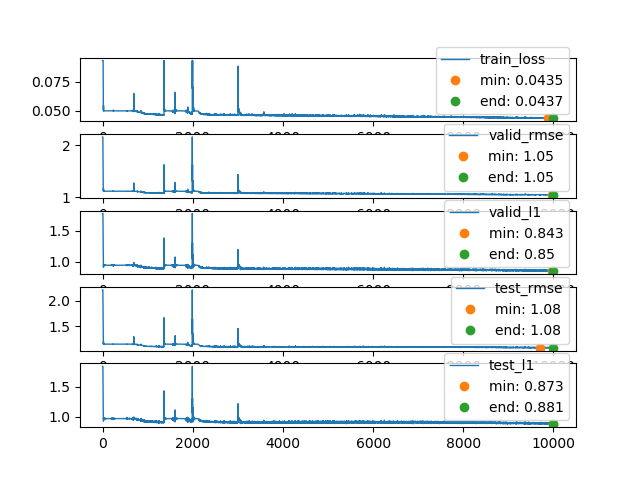 train_loss
min: 0.0435
end: 0.0437
0.075
0.050
valid_rmse
min: 1.05
end: 1.05
2
1
valid_l1
min: 0.843
end: 0.85
1.5
1.0
test_rmse
min: 1.08
end: 1.08
2.0
1.5
test_l1
min: 0.873
end: 0.881
1.5
1.0
0 2000 4000 6000 8000 10000